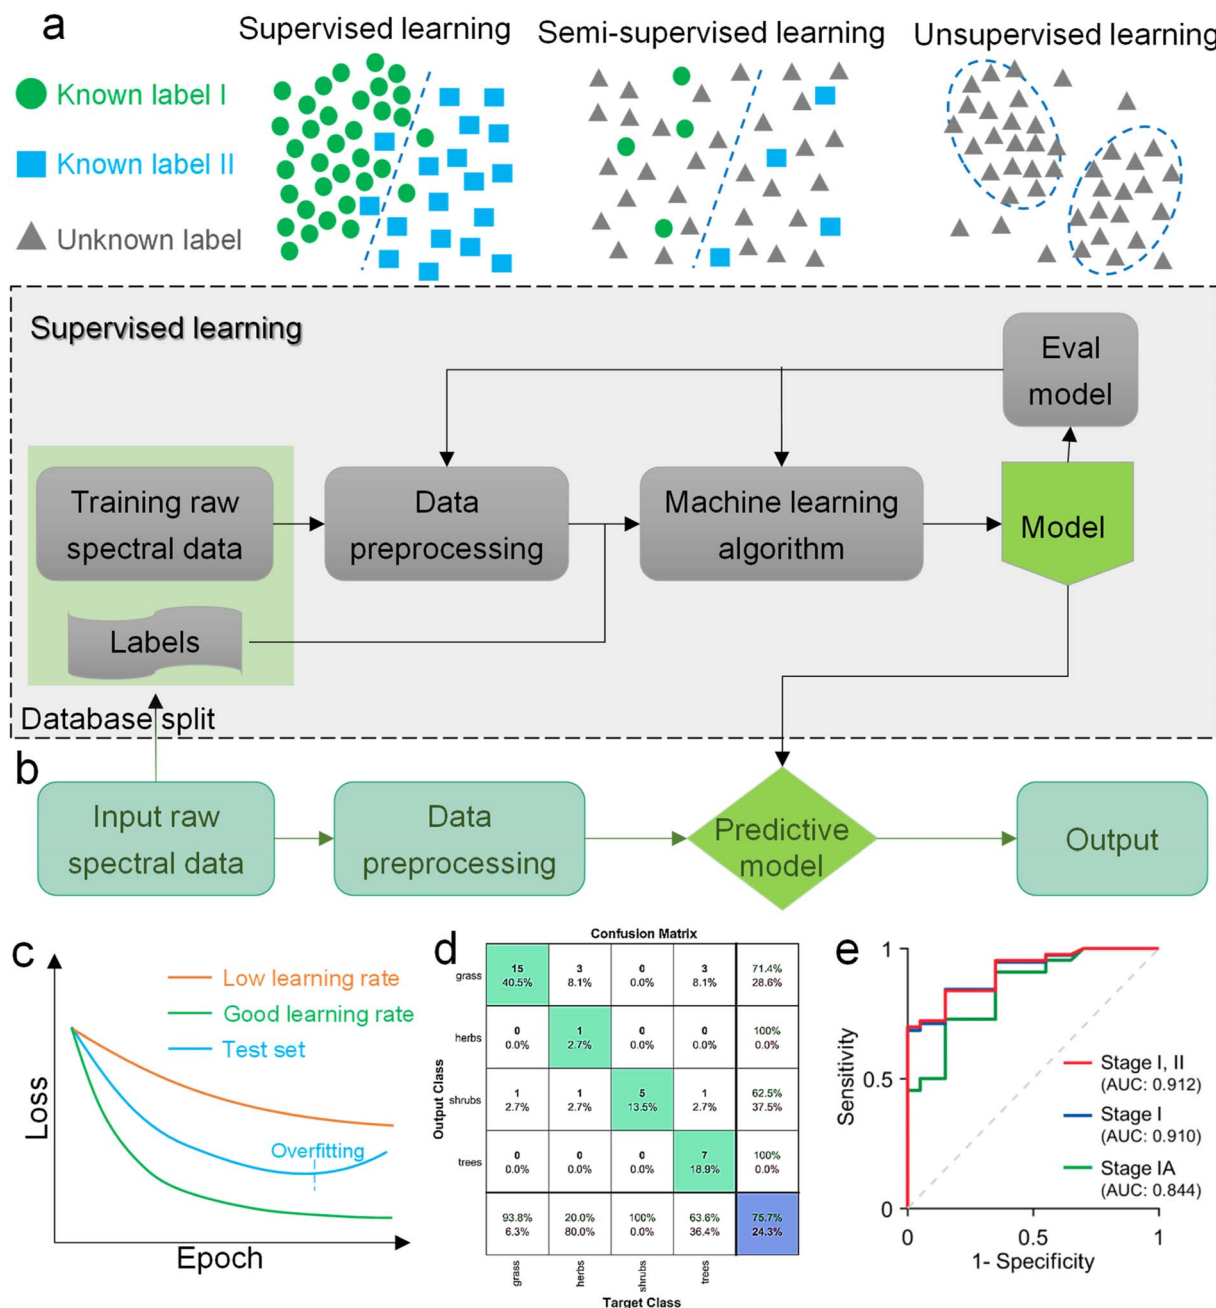 a
Supervised learning
Semi-supervised learning
Unsupervised learning
Known label I
Known label II
Unknown label
Supervised learning
Eval
model
Training raw
spectral data
Data
preprocessing
Machine learning
algorithm
Model
Labels
Database split
b
Input raw
spectral data
Data
preprocessing
Predictive
model
Output
c
Low learning rate
Good learning rate
Test set
Overfitting
Loss
Epoch
d
Confusion Matrix
grass
15
40.5%
3
8.1%
0
0.0%
3
8.1%
71.4%
28.6%
herbs
0
0.0%
1
2.7%
0
0.0%
0
0.0%
100%
0.0%
shrubs
1
2.7%
1
2.7%
5
13.5%
1
2.7%
62.5%
37.5%
trees
0
0.0%
0
0.0%
0
0.0%
7
18.9%
100%
0.0%
93.8%
6.3%
20.0%
80.0%
100%
0.0%
63.6%
36.4%
75.7%
24.3%
Output Class
grass
herbs
shrubs
trees
Target Class
e
1
0.5
0
Sensitivity
Stage I, II
(AUC: 0.912)
Stage I
(AUC: 0.910)
Stage IA
(AUC: 0.844)
0
0.5
1
1- Specificity